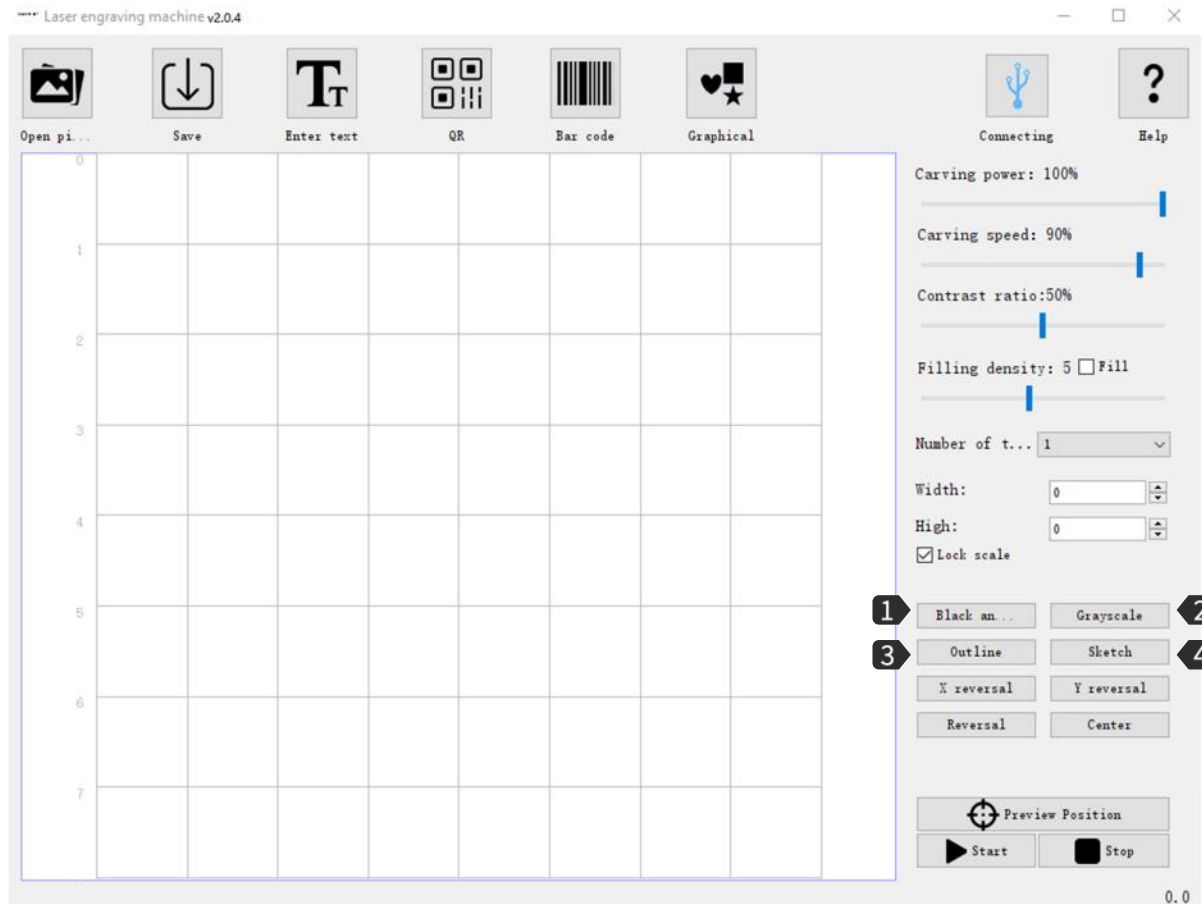 Laser engraving machine v2.0.4
Open pi...
Save
Enter text
QR
Bar code
Graphical
Connecting
Help
0
1
2
3
4
5
6
7
Carving power: 100%
Carving speed: 90%
Contrast ratio:50%
Filling density: 5 Fill
Number of t... 1
Width: 0
High: 0
Lock scale
1 Black an... Grayscale 2
3 Outline Sketch 4
X reversal Y reversal
Reversal Center
Preview Position
Start Stop
0.0